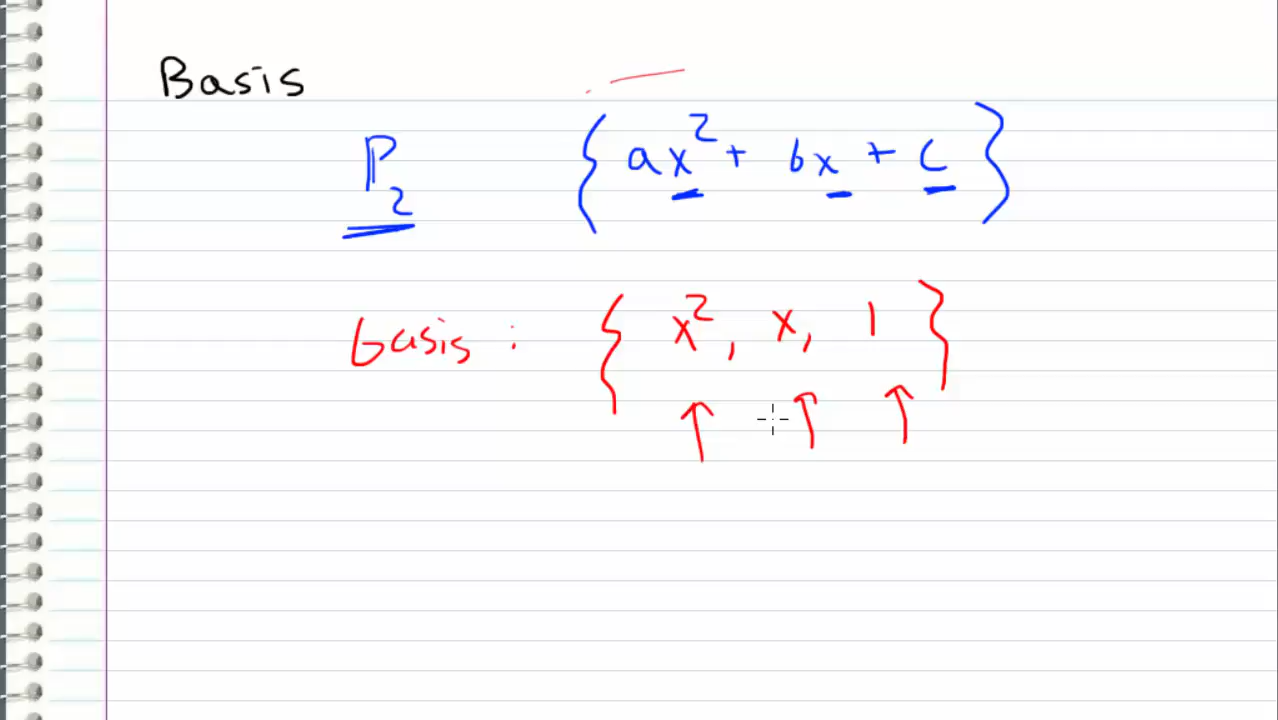 Basis
P₂ { ax² + bx + c }
basis : { x², x, 1 }